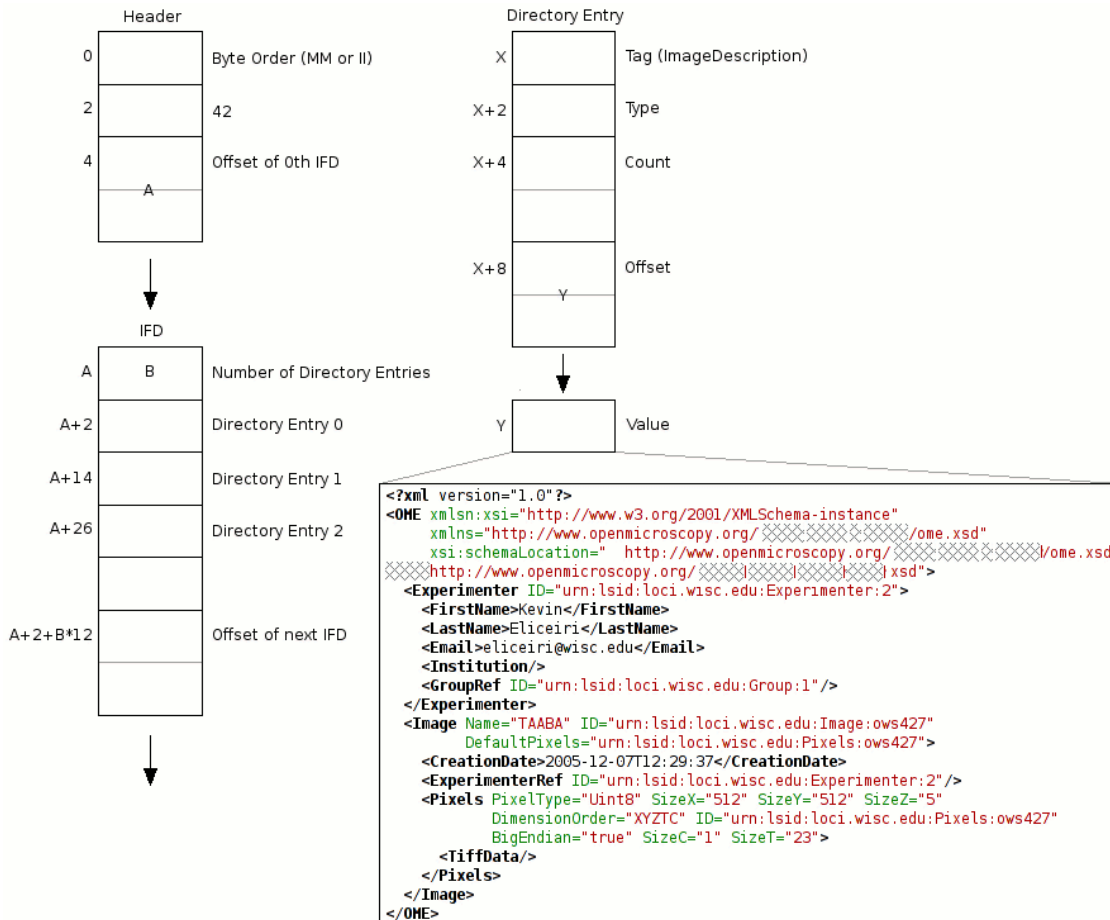 Header
0 Byte Order (MM or II)
2 42
4 Offset of 0th IFD
A
IFD
A B Number of Directory Entries
A+2 Directory Entry 0
A+14 Directory Entry 1
A+26 Directory Entry 2
A+2+B*12 Offset of next IFD
Directory Entry
X Tag (ImageDescription)
X+2 Type
X+4 Count
X+8 Offset
Y
Y Value
<?xml version="1.0"?>
<OME xmlsn:xsi="http://www.w3.org/2001/XMLSchema-instance"
xmlns="http://www.openmicroscopy.org/ /ome.xsd"
xsi:schemaLocation=" http://www.openmicroscopy.org/ /ome.xsd
http://www.openmicroscopy.org/ xsd">
<Experimenter ID="urn:lsid:loci.wisc.edu:Experimenter:2">
<FirstName>Kevin</FirstName>
<LastName>Eliceiri</LastName>
<Email>eliceiri@wisc.edu</Email>
<Institution/>
<GroupRef ID="urn:lsid:loci.wisc.edu:Group:1"/>
</Experimenter>
<Image Name="TAABA" ID="urn:lsid:loci.wisc.edu:Image:ows427"
DefaultPixels="urn:lsid:loci.wisc.edu:Pixels:ows427">
<CreationDate>2005-12-07T12:29:37</CreationDate>
<ExperimenterRef ID="urn:lsid:loci.wisc.edu:Experimenter:2"/>
<Pixels PixelType="Uint8" SizeX="512" SizeY="512" SizeZ="5"
DimensionOrder="XYZTC" ID="urn:lsid:loci.wisc.edu:Pixels:ows427"
BigEndian="true" SizeC="1" SizeT="23">
<TiffData/>
</Pixels>
</Image>
</OME>